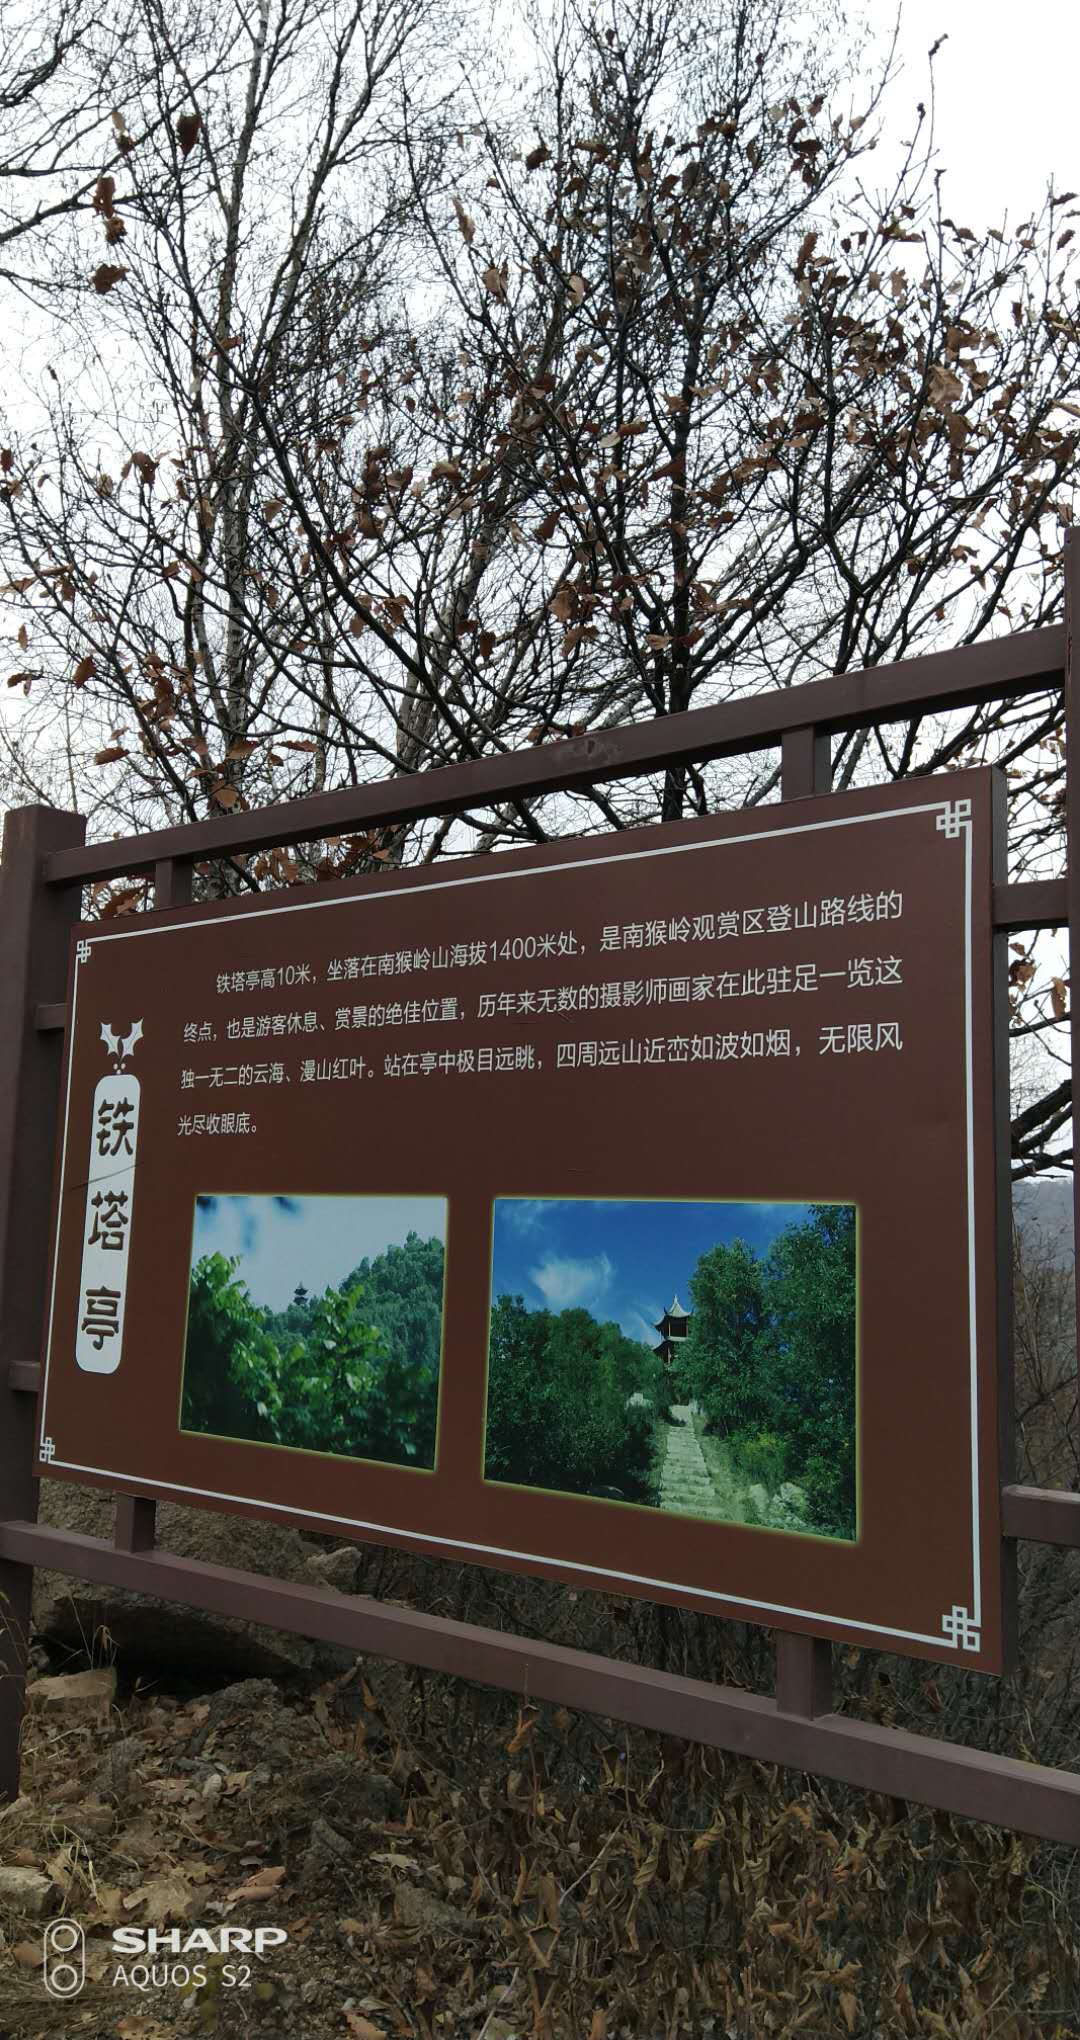 铁塔亭高10米，坐落在南猴岭山海拔1400米处，是南猴岭观赏区登山路线的
终点，也是游客休息、赏景的绝佳位置，历年来无数的摄影师画家在此驻足一览这
独一无二的云海、漫山红叶。站在亭中极目远眺，四周远山近峦如波如烟，无限风
光尽收眼底。
铁塔亭
SHARP
AQUOS S2